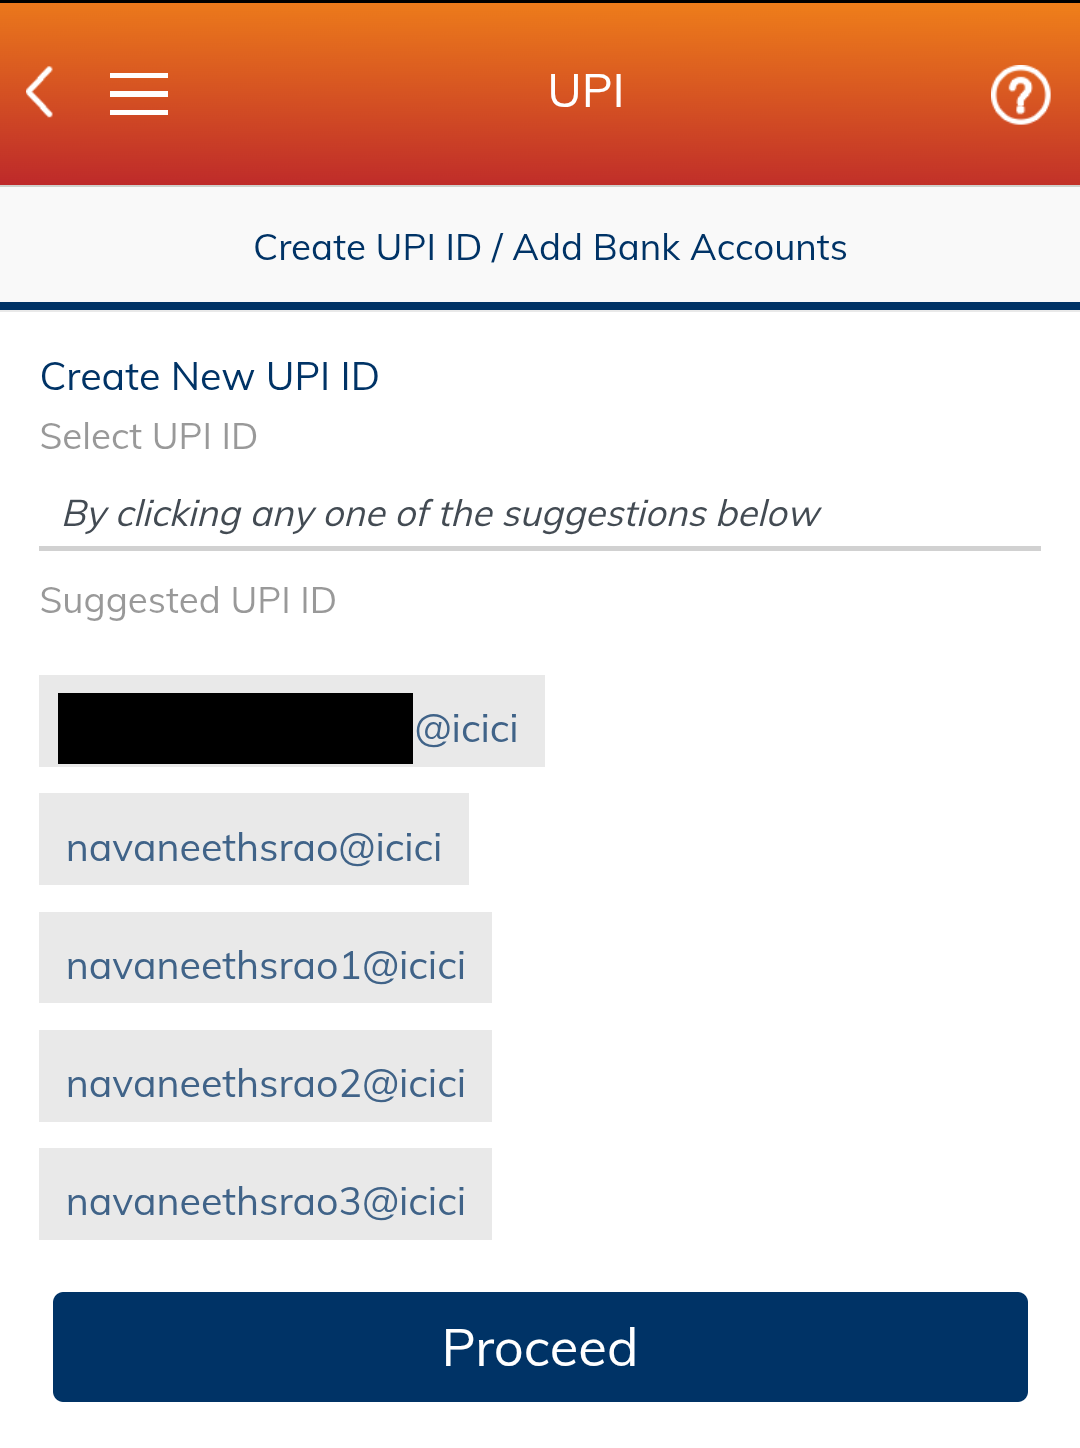 UPI
Create UPI ID / Add Bank Accounts
Create New UPI ID
Select UPI ID
By clicking any one of the suggestions below
Suggested UPI ID
@icici
navaneethsrao@icici
navaneethsrao1@icici
navaneethsrao2@icici
navaneethsrao3@icici
Proceed